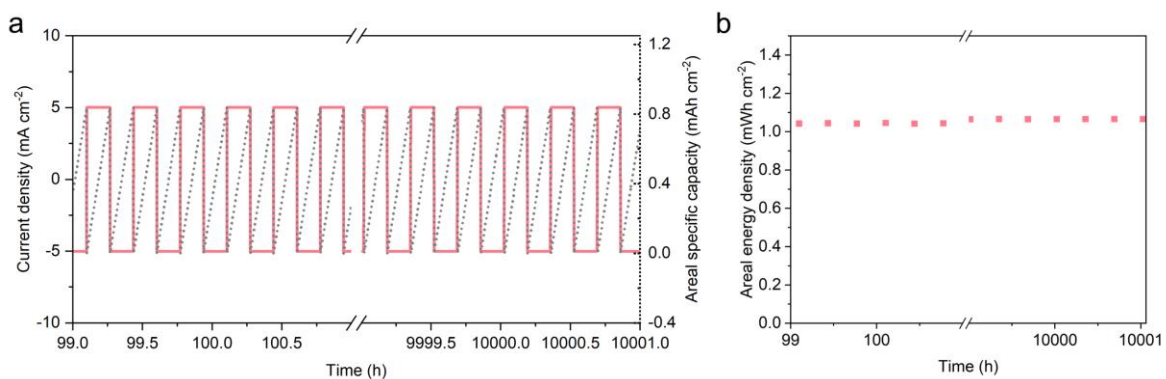 a
10
5
0
-5
-10
Current density (mA cm-2)
1.2
0.8
0.4
0.0
-0.4
Areal specific capacity (mAh cm-2)
99.0 99.5 100.0 100.5 9999.5 10000.0 10000.5 10001.0
Time (h)
b
1.4
1.2
1.0
0.8
0.6
0.4
0.2
0.0
Areal energy density (mWh cm-2)
99 100 10000 10001
Time (h)